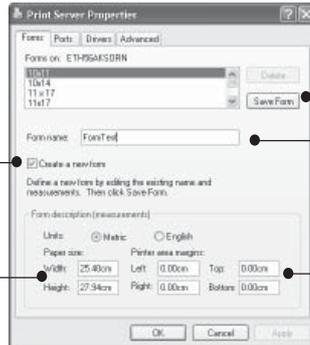 Print Server Properties
Forms Ports Drivers Advanced
Forms on:
10x11
10x14
11x17
11x17
Delete
Save Form
Form name: FormTest
Create a new form
Define a new form by editing the existing name and
measurements. Then click Save Form.
Form description (measurements)
Units: Metric English
Paper size: Printer area margins:
Width: 25.40cm Left: 0.00cm Top: 0.00cm
Height: 27.94cm Right: 0.00cm Bottom: 0.00cm
OK Cancel Apply